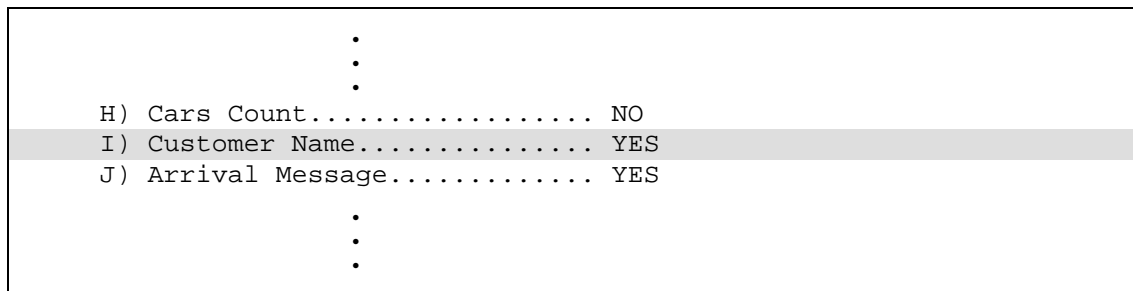 .
.
.
H) Cars Count.................. NO
I) Customer Name............... YES
J) Arrival Message............. YES
.
.
.